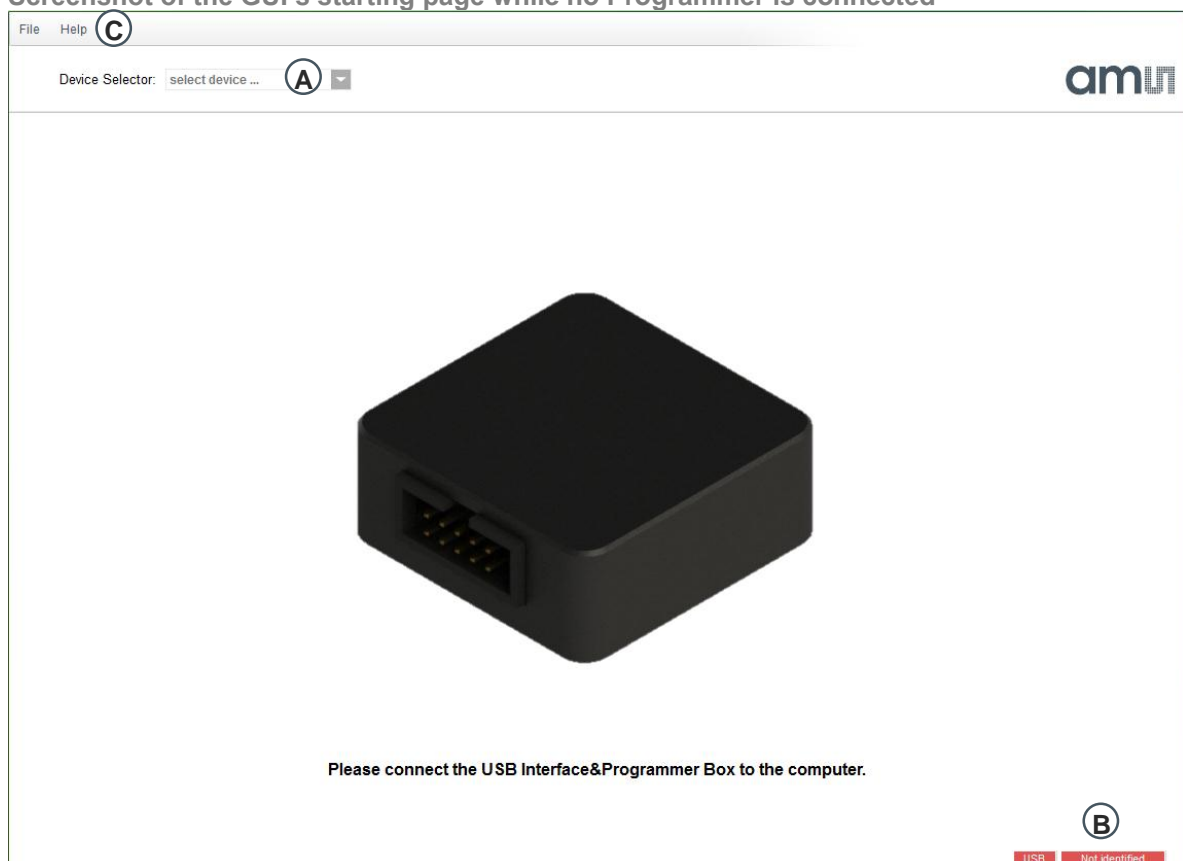 Screenshot of the GUI's starting page while no Programmer is connected
File Help C
Device Selector: select device ... A
am
Please connect the USB Interface&Programmer Box to the computer.
B
USB Not identified